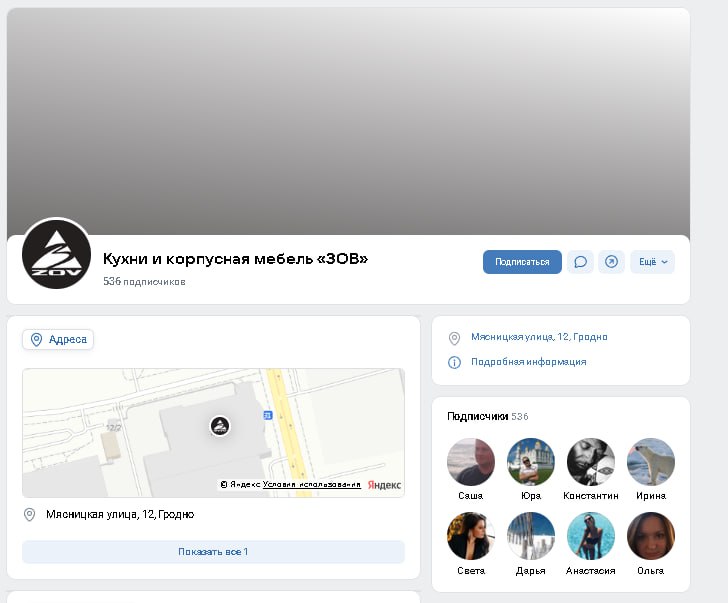 ZOV
Кухни и корпусная мебель «ЗОВ»
536 подписчиков
Подписаться
Ещё
Адреса
12/2
© Яндекс Условия использования Яндекс
Мясницкая улица, 12, Гродно
Показать все 1
Мясницкая улица, 12, Гродно
Подробная информация
Подписчики 536
Саша
Юра
Константин
Ирина
Света
Дарья
Анастасия
Ольга